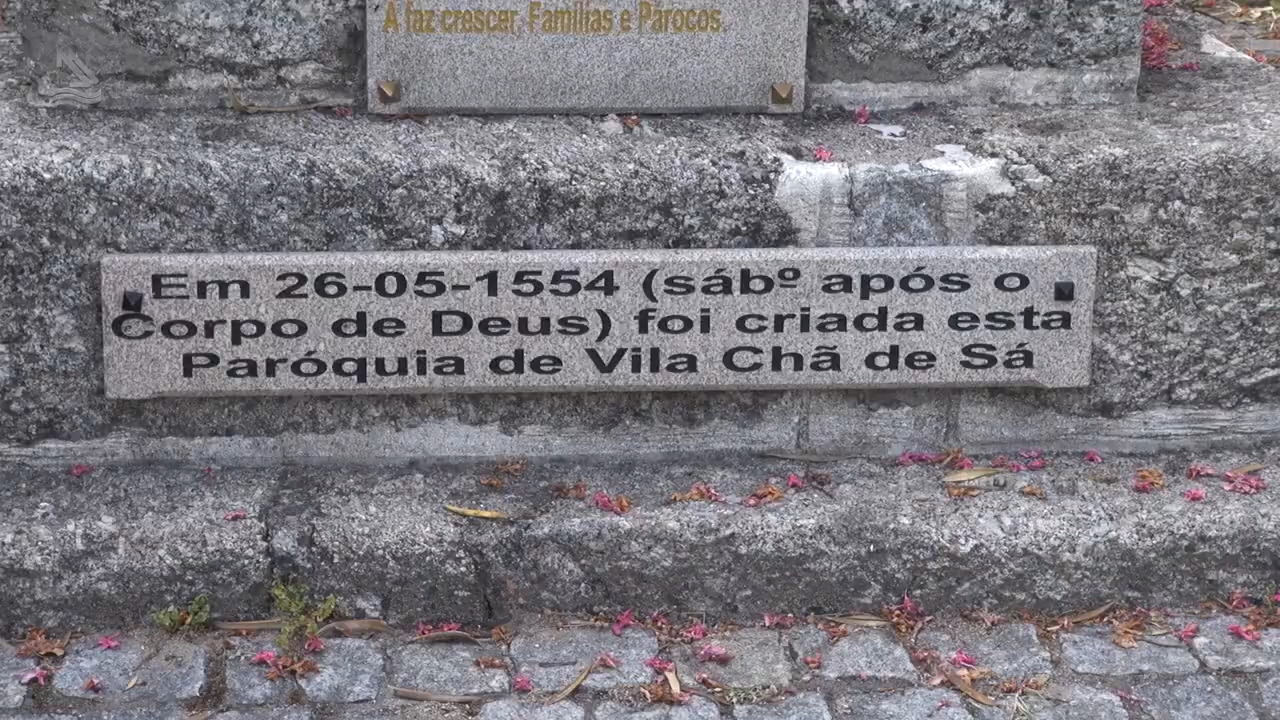 A faz crescer, Famílias e Párocos.
Em 26-05-1554 (sábº após o
Corpo de Deus) foi criada esta
Paróquia de Vila Chã de Sá